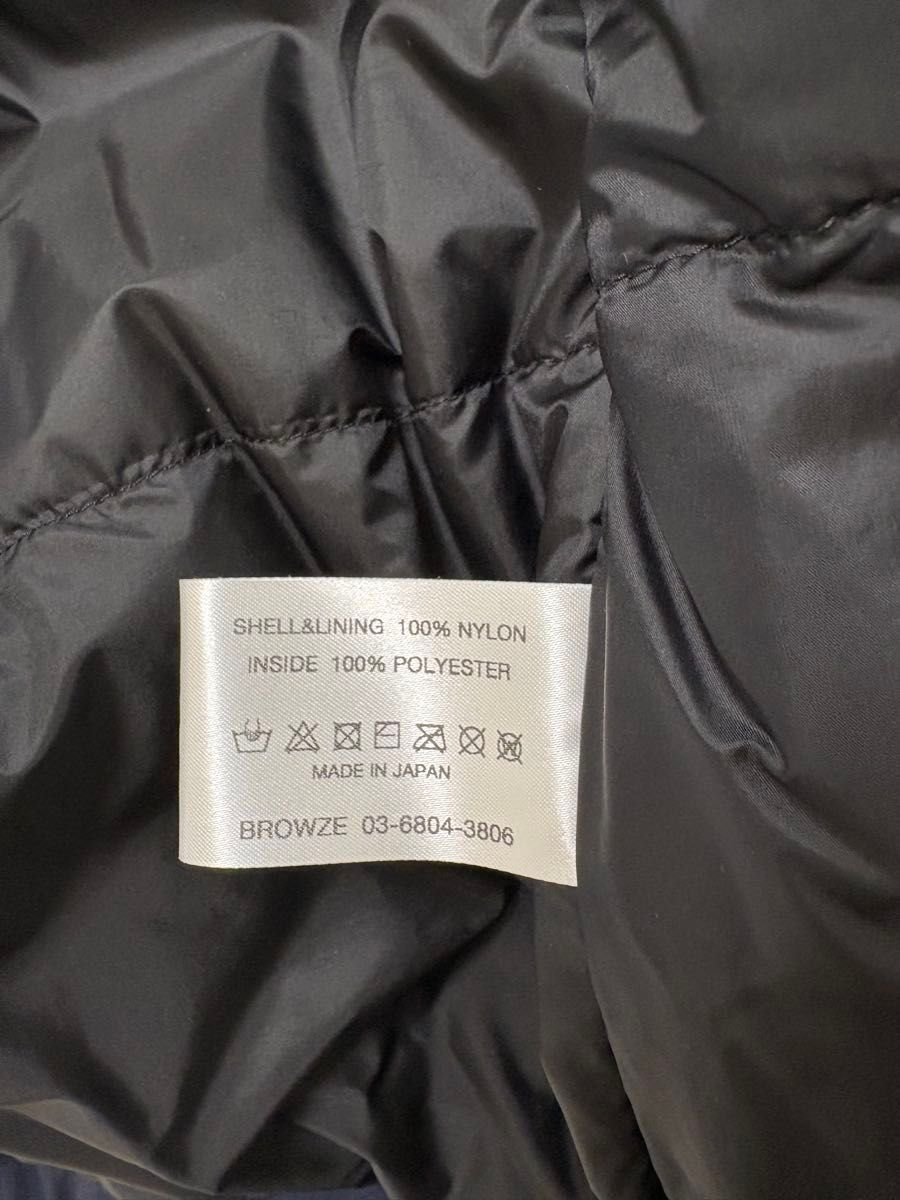 SHELL&LINING 100% NYLON
INSIDE 100% POLYESTER
MADE IN JAPAN
BROWZE 03-6804-3806